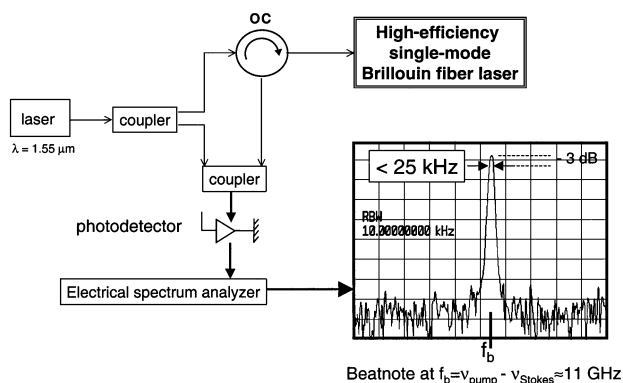 OC
High-efficiency
single-mode
Brillouin fiber laser
laser
coupler
λ = 1.55 μm
coupler
< 25 kHz
- 3 dB
photodetector
RBW
10.00000000 kHz
Electrical spectrum analyzer
f_b
Beatnote at f_b=ν_pump - ν_Stokes≈11 GHz